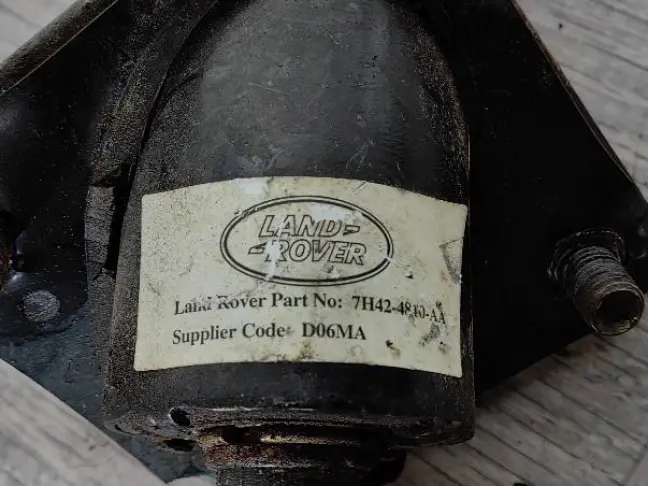 LAND-
-ROVER
Land Rover Part No: 7H42-4810-AA
Supplier Code: D06MA